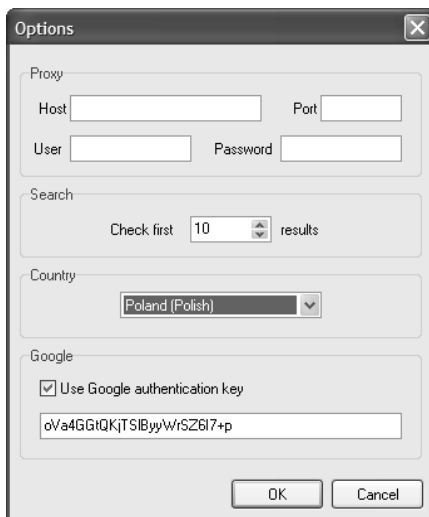 Options
Proxy
Host Port
User Password
Search
Check first 10 results
Country
Poland (Polish)
Google
Use Google authentication key
oVa4GGtQKjTSIByyWrSZ6I7+p
OK Cancel